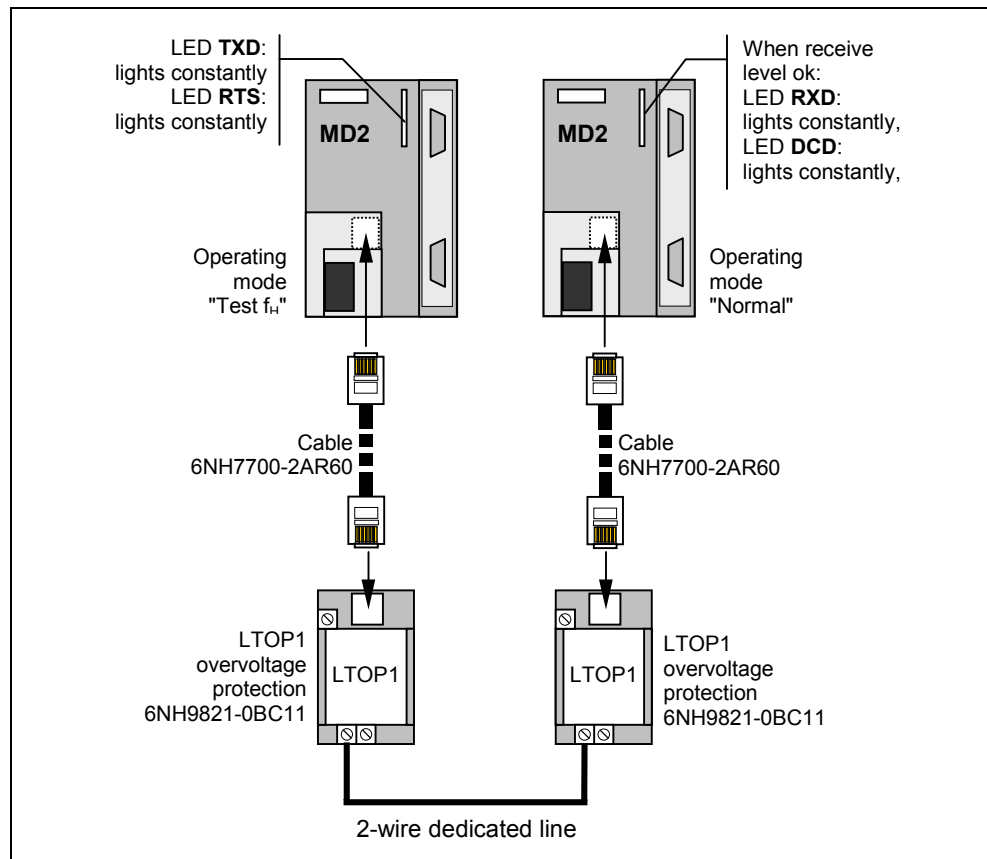 LED TXD:
lights constantly
LED RTS:
lights constantly
When receive
level ok:
LED RXD:
lights constantly,
LED DCD:
lights constantly,
MD2
MD2
Operating
mode
"Test fH"
Operating
mode
"Normal"
Cable
6NH7700-2AR60
Cable
6NH7700-2AR60
LTOP1
overvoltage
protection
6NH9821-0BC11
LTOP1
LTOP1
LTOP1
overvoltage
protection
6NH9821-0BC11
2-wire dedicated line